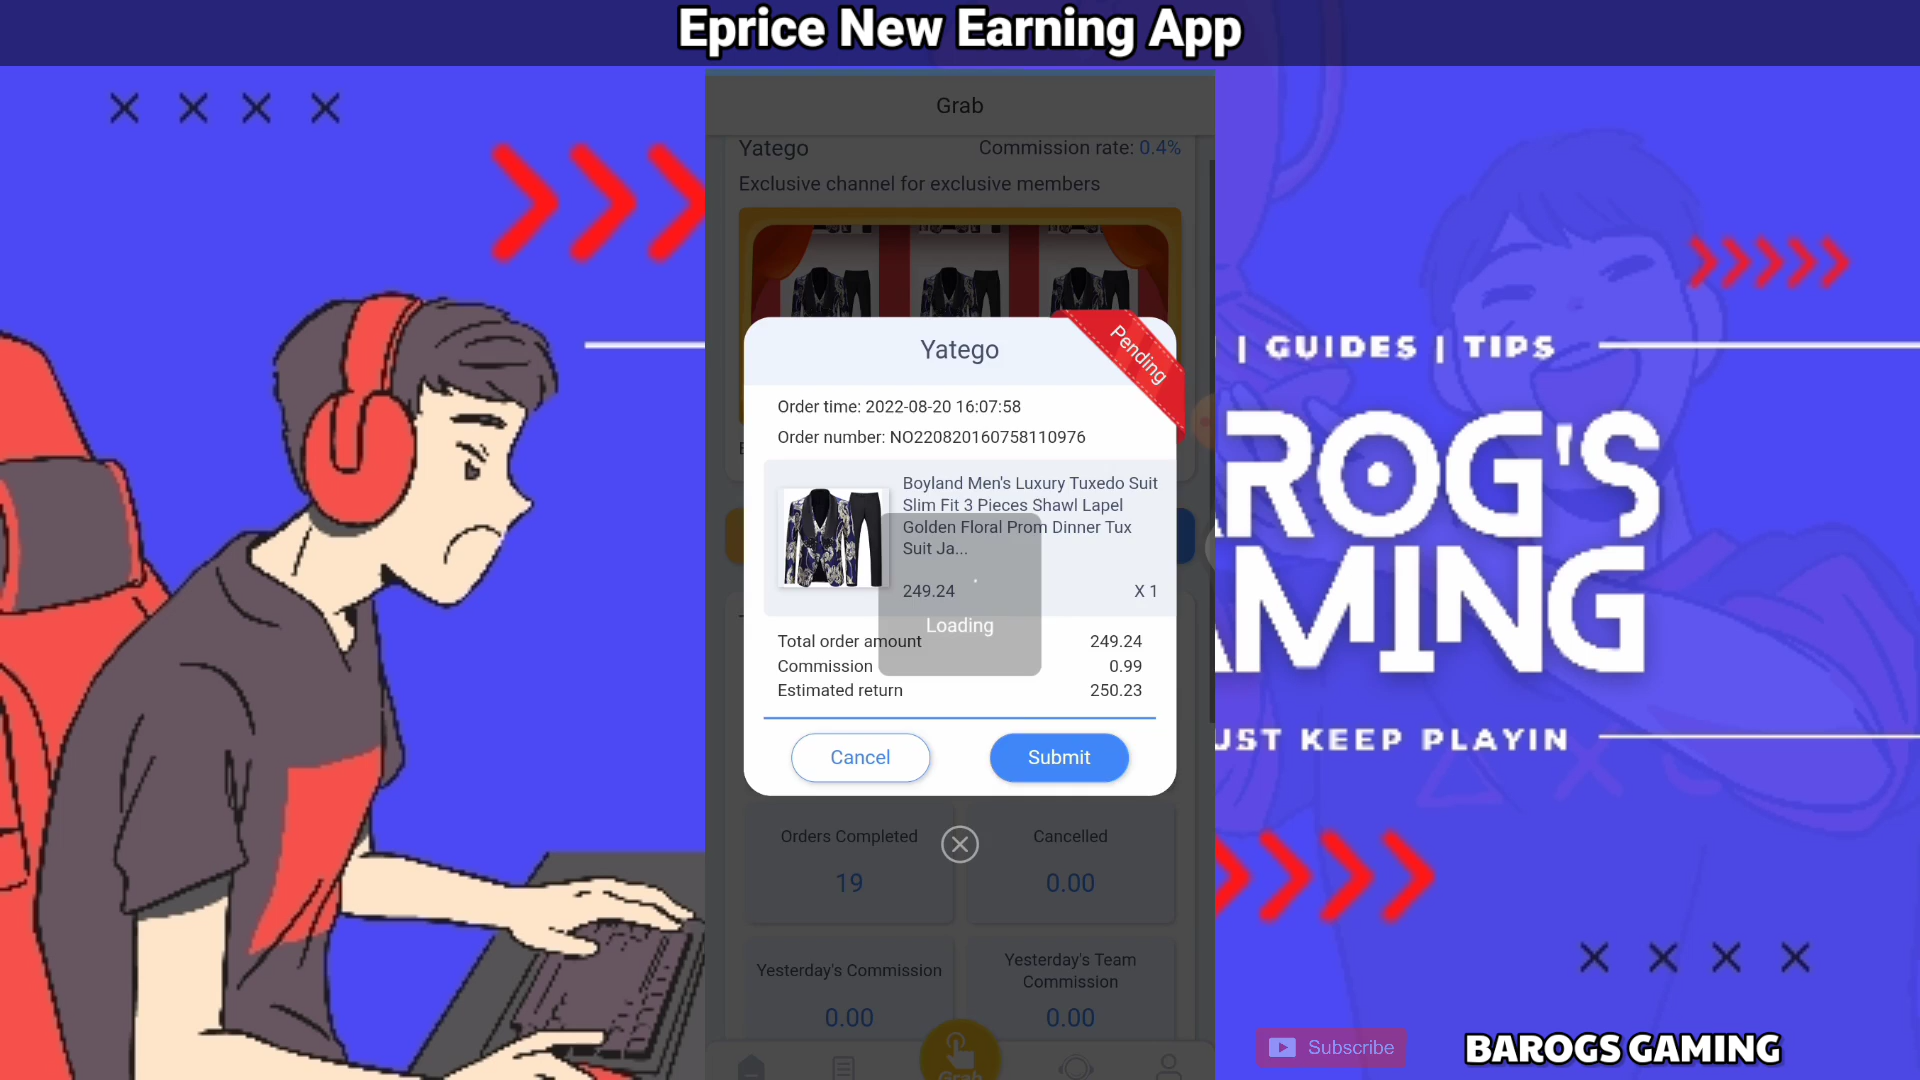 Eprice New Earning App
Grab
Yatego
Commission rate: 0.4%
Exclusive channel for exclusive members
Yatego
Pending
Order time: 2022-08-20 16:07:58
Order number: NO220820160758110976
Boyland Men's Luxury Tuxedo Suit
Slim Fit 3 Pieces Shawl Lapel
Golden Floral Prom Dinner Tux
Suit Ja...
249.24
X 1
Loading
Total order amount
249.24
Commission
0.99
Estimated return
250.23
Cancel
Submit
Orders Completed
19
Cancelled
0.00
Yesterday's Commission
0.00
Yesterday's Team
Commission
0.00
Grab
| GUIDES | TIPS
ROG'S
MING
UST KEEP PLAYIN
Subscribe
BAROGS GAMING